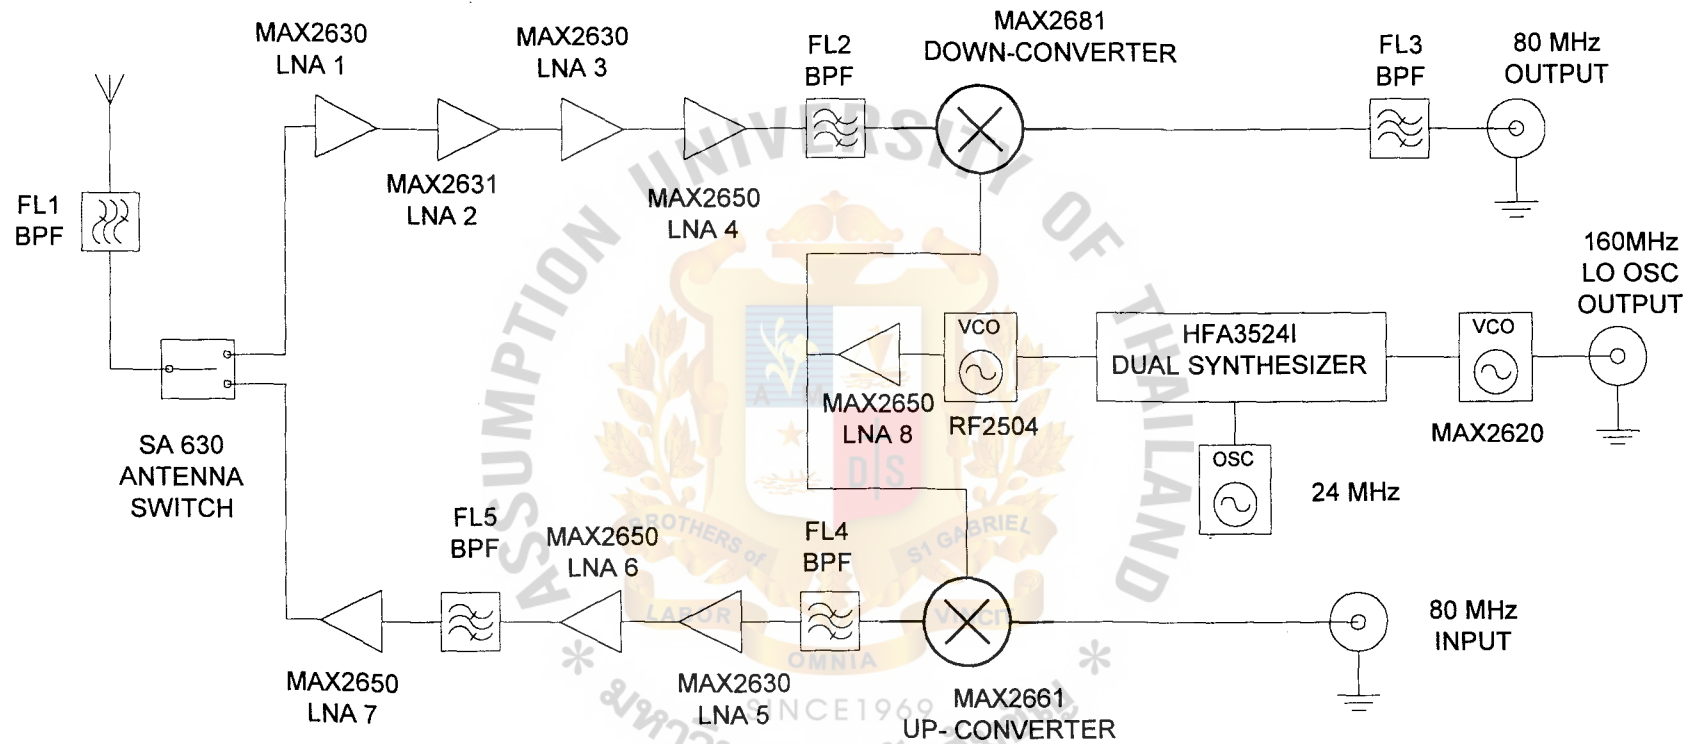 MAX2630
LNA 1
MAX2630
LNA 3
FL2
BPF
MAX2681
DOWN-CONVERTER
FL3
BPF
80 MHz
OUTPUT
MAX2631
LNA 2
MAX2650
LNA 4
FL1
BPF
160MHz
LO OSC
OUTPUT
VCO
HFA3524I
DUAL SYNTHESIZER
VCO
MAX2650
LNA 8
RF2504
MAX2620
SA 630
ANTENNA
SWITCH
OSC
24 MHz
FL5
BPF
MAX2650
LNA 6
FL4
BPF
80 MHz
INPUT
MAX2650
LNA 7
MAX2630
LNA 5
MAX2661
UP- CONVERTER
ASSUMPTION UNIVERSITY OF THAILAND
A M
D S
BROTHERS of
ST GABRIEL
LABOR
VINCIT
OMNIA
SINCE1969